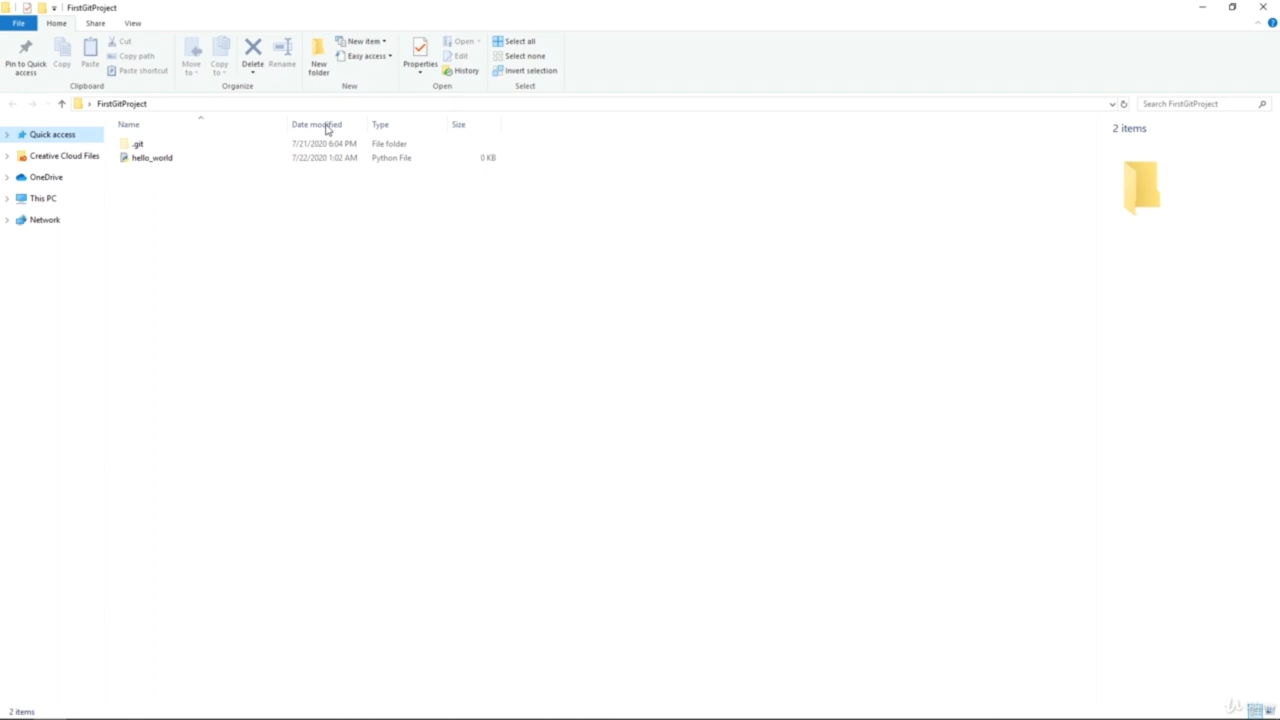 FirstGitProject
File Home Share View
Pin to Quick access
Copy
Paste
Cut
Copy path
Paste shortcut
Move to
Copy to
Delete
Rename
New folder
New item
Easy access
Properties
Open
Edit
History
Select all
Select none
Invert selection
Clipboard Organize New Open Select
FirstGitProject
Search FirstGitProject
Name Date modified Type Size
.git 7/21/2020 6:04 PM File folder
hello_world 7/22/2020 1:02 AM Python File 0 KB
Quick access
Creative Cloud Files
OneDrive
This PC
Network
2 items
2 items